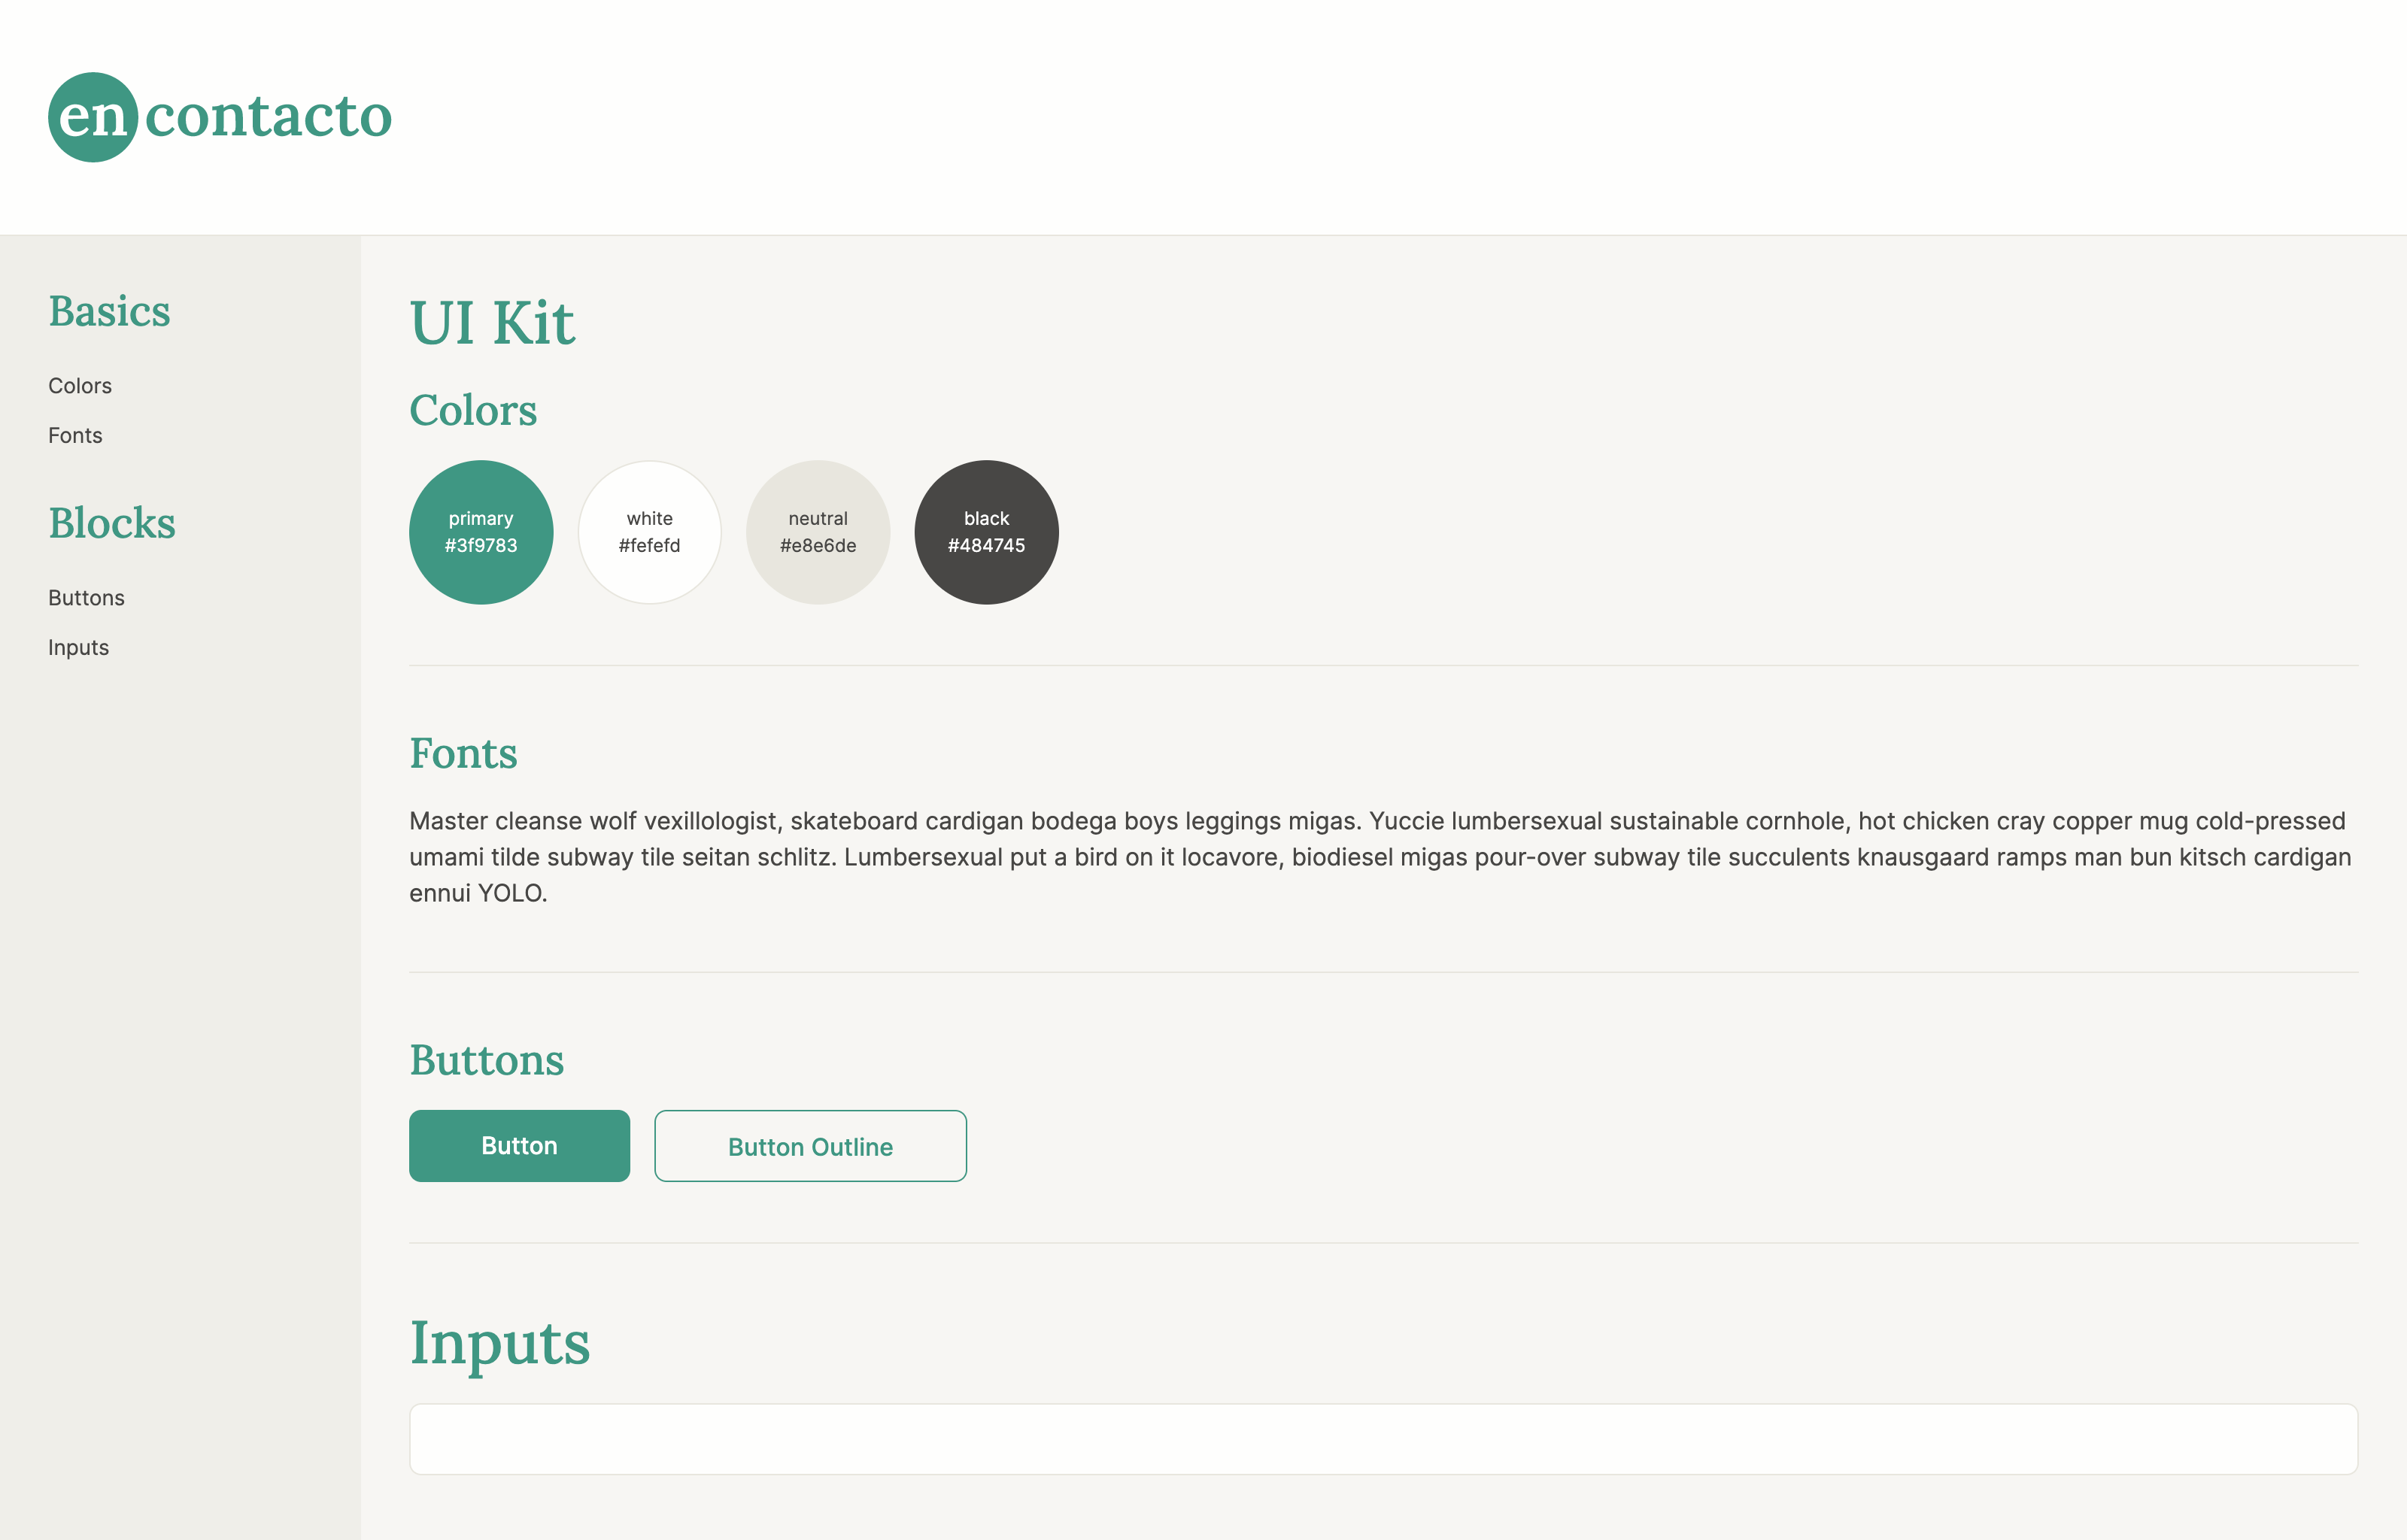 en contacto
Basics
Colors
Fonts
Blocks
Buttons
Inputs
UI Kit
Colors
primary
#3f9783
white
#fefefd
neutral
#e8e6de
black
#484745
Fonts
Master cleanse wolf vexillologist, skateboard cardigan bodega boys leggings migas. Yuccie lumbersexual sustainable cornhole, hot chicken cray copper mug cold-pressed
umami tilde subway tile seitan schlitz. Lumbersexual put a bird on it locavore, biodiesel migas pour-over subway tile succulents knausgaard ramps man bun kitsch cardigan
ennui YOLO.
Buttons
Button
Button Outline
Inputs